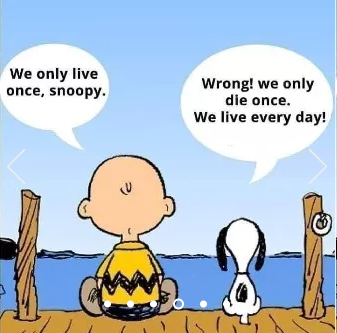 We only live
once, snoopy.
Wrong! we only
die once.
We live every day!